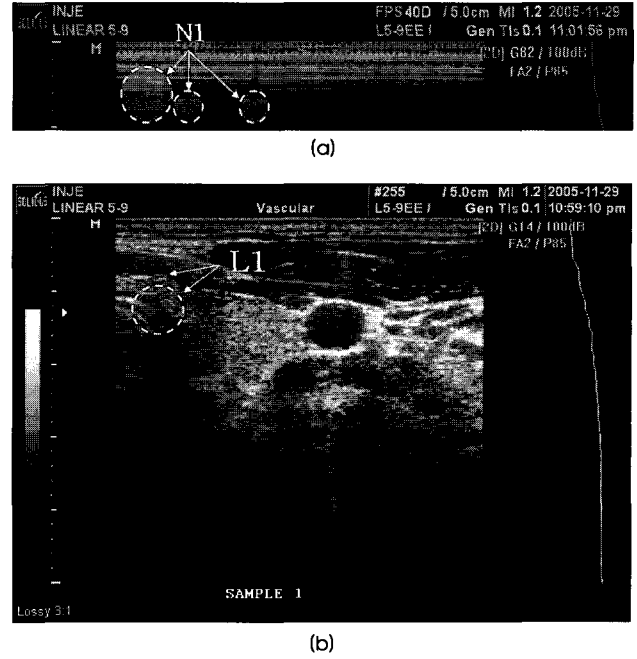 INJE FPS40D / 5.0cm MI 1.2 2005-11-29
LINEAR 5-9 L5-9EE / Gen TIs 0.1 11:01:56 pm
M N1 [2D] G82 / 100dB
FA2 / P85
(a)
INJE #255 / 5.0cm MI 1.2 2005-11-29
LINEAR 5-9 Vascular L5-9EE / Gen TIs 0.1 10:59:10 pm
M [2D] G14 / 100dB
FA2 / P85
L1
SAMPLE 1
Lossy 3:1
(b)